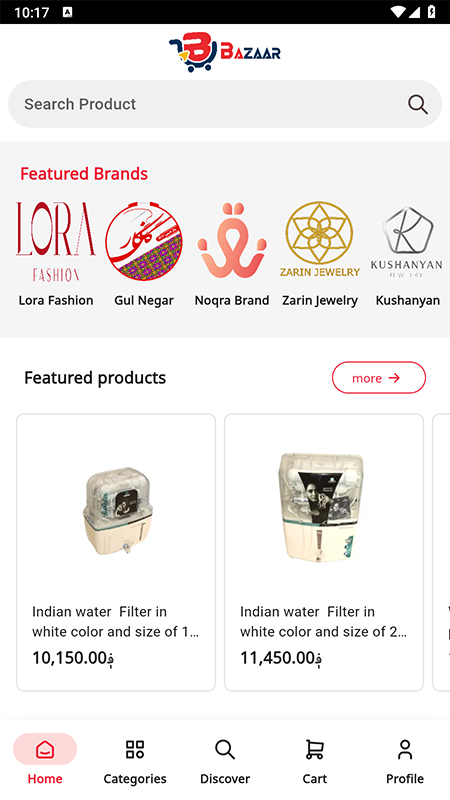 10:17
A
BAZAAR
Search Product
Featured Brands
LORA
FASHION
گلنگار
ZARIN JEWELRY
KUSHANYAN
JEWELRY
Lora Fashion
Gul Negar
Noqra Brand
Zarin Jewelry
Kushanyan
Featured products
more →
Indian water Filter in
white color and size of 1...
10,150.00؋
Indian water Filter in
white color and size of 2...
11,450.00؋
Home
Categories
Discover
Cart
Profile